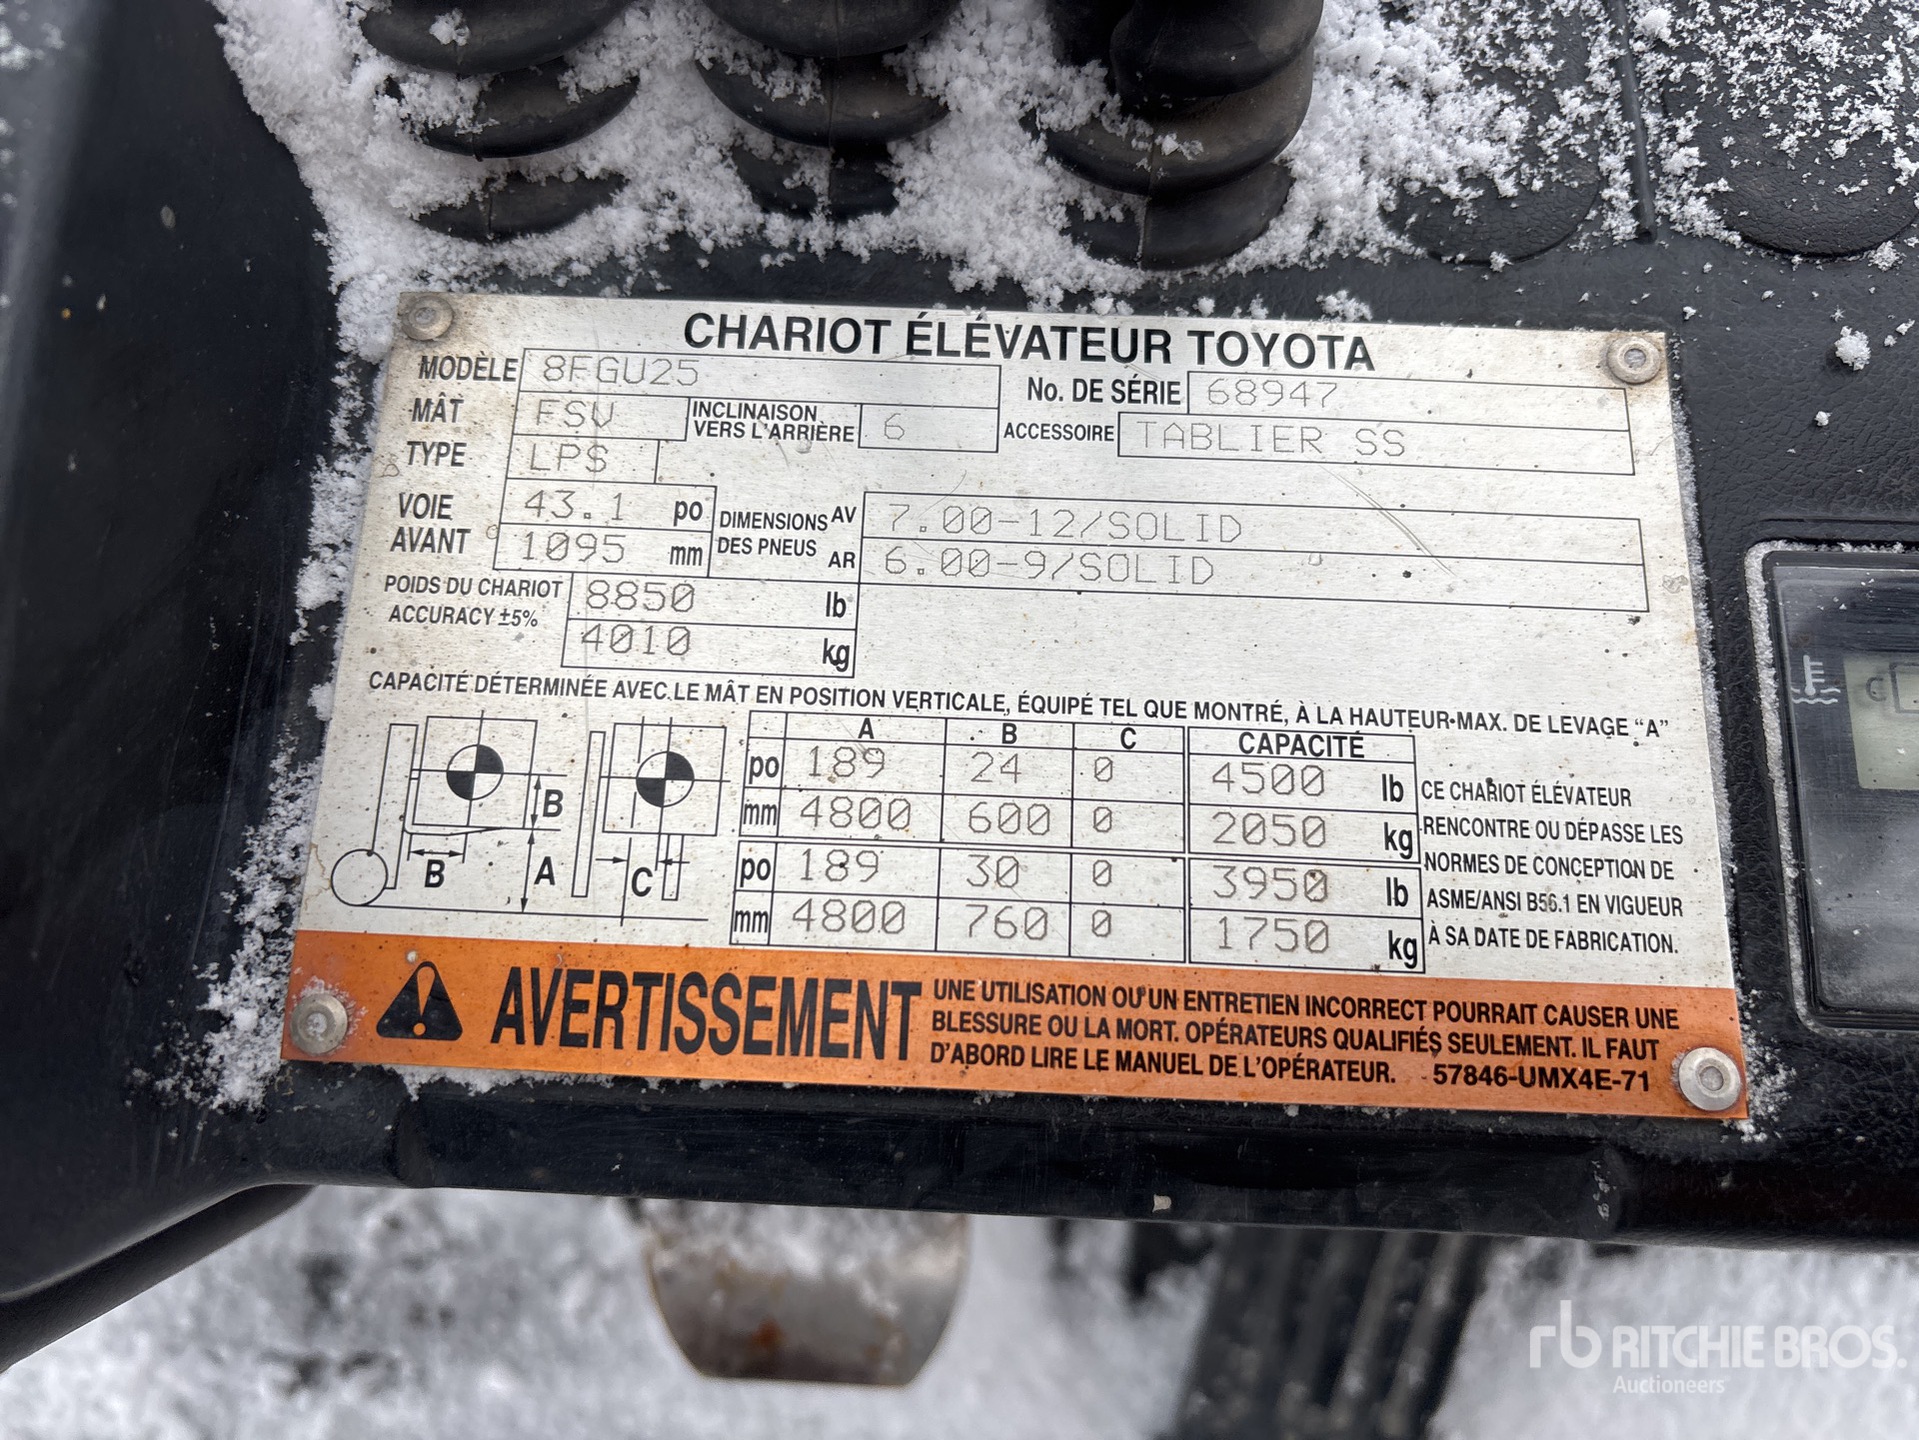 CHARIOT ÉLÉVATEUR TOYOTA
MODÈLE 8FGU25 No. DE SÉRIE 68947
MÂT FSV INCLINAISON VERS L'ARRIÈRE 6 ACCESSOIRE TABLIER SS
TYPE LPS
VOIE AVANT 43.1 po DIMENSIONS DES PNEUS AV 7.00-12/SOLID
1095 mm AR 6.00-9/SOLID
POIDS DU CHARIOT 8850 lb
ACCURACY ±5% 4010 kg
CAPACITÉ DÉTERMINÉE AVEC LE MÂT EN POSITION VERTICALE, ÉQUIPÉ TEL QUE MONTRÉ, À LA HAUTEUR MAX. DE LEVAGE "A"
A B C CAPACITÉ
po 189 24 0 4500 lb
mm 4800 600 0 2050 kg
po 189 30 0 3950 lb
mm 4800 760 0 1750 kg
B
B
A
C
CE CHARIOT ÉLÉVATEUR
RENCONTRE OU DÉPASSE LES
NORMES DE CONCEPTION DE
ASME/ANSI B56.1 EN VIGUEUR
À SA DATE DE FABRICATION.
AVERTISSEMENT
UNE UTILISATION OU UN ENTRETIEN INCORRECT POURRAIT CAUSER UNE
BLESSURE OU LA MORT. OPÉRATEURS QUALIFIÉS SEULEMENT. IL FAUT
D'ABORD LIRE LE MANUEL DE L'OPÉRATEUR. 57846-UMX4E-71
C
rb RITCHIE BROS.
Auctioneers